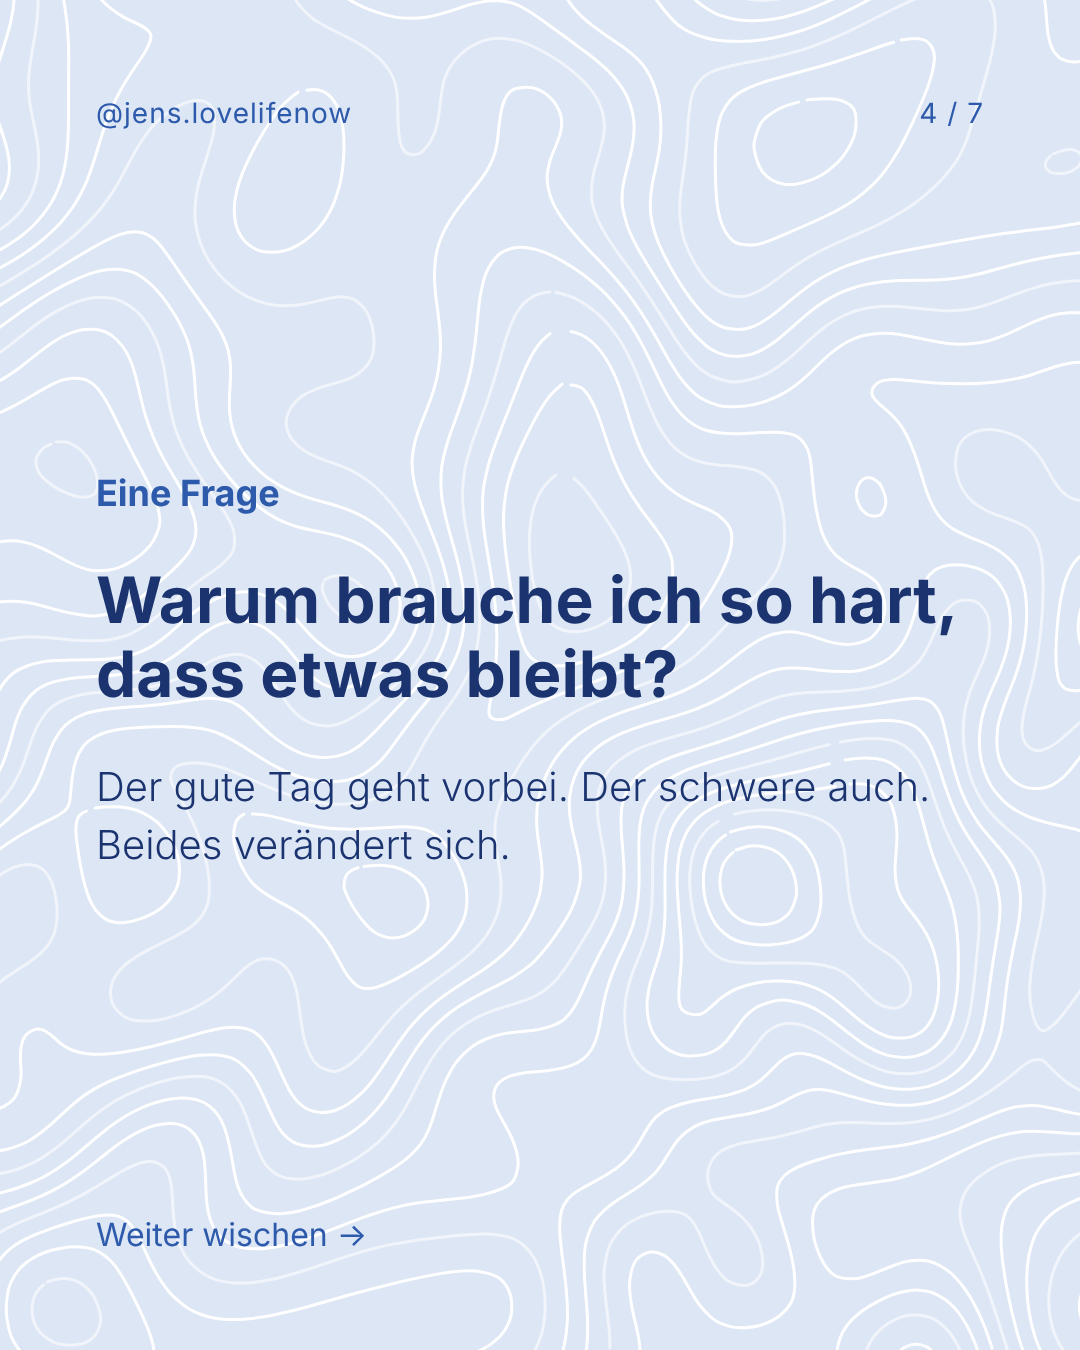 @jens.lovelifenow
4 / 7
Eine Frage
Warum brauche ich so hart,
dass etwas bleibt?
Der gute Tag geht vorbei. Der schwere auch.
Beides verändert sich.
Weiter wischen →